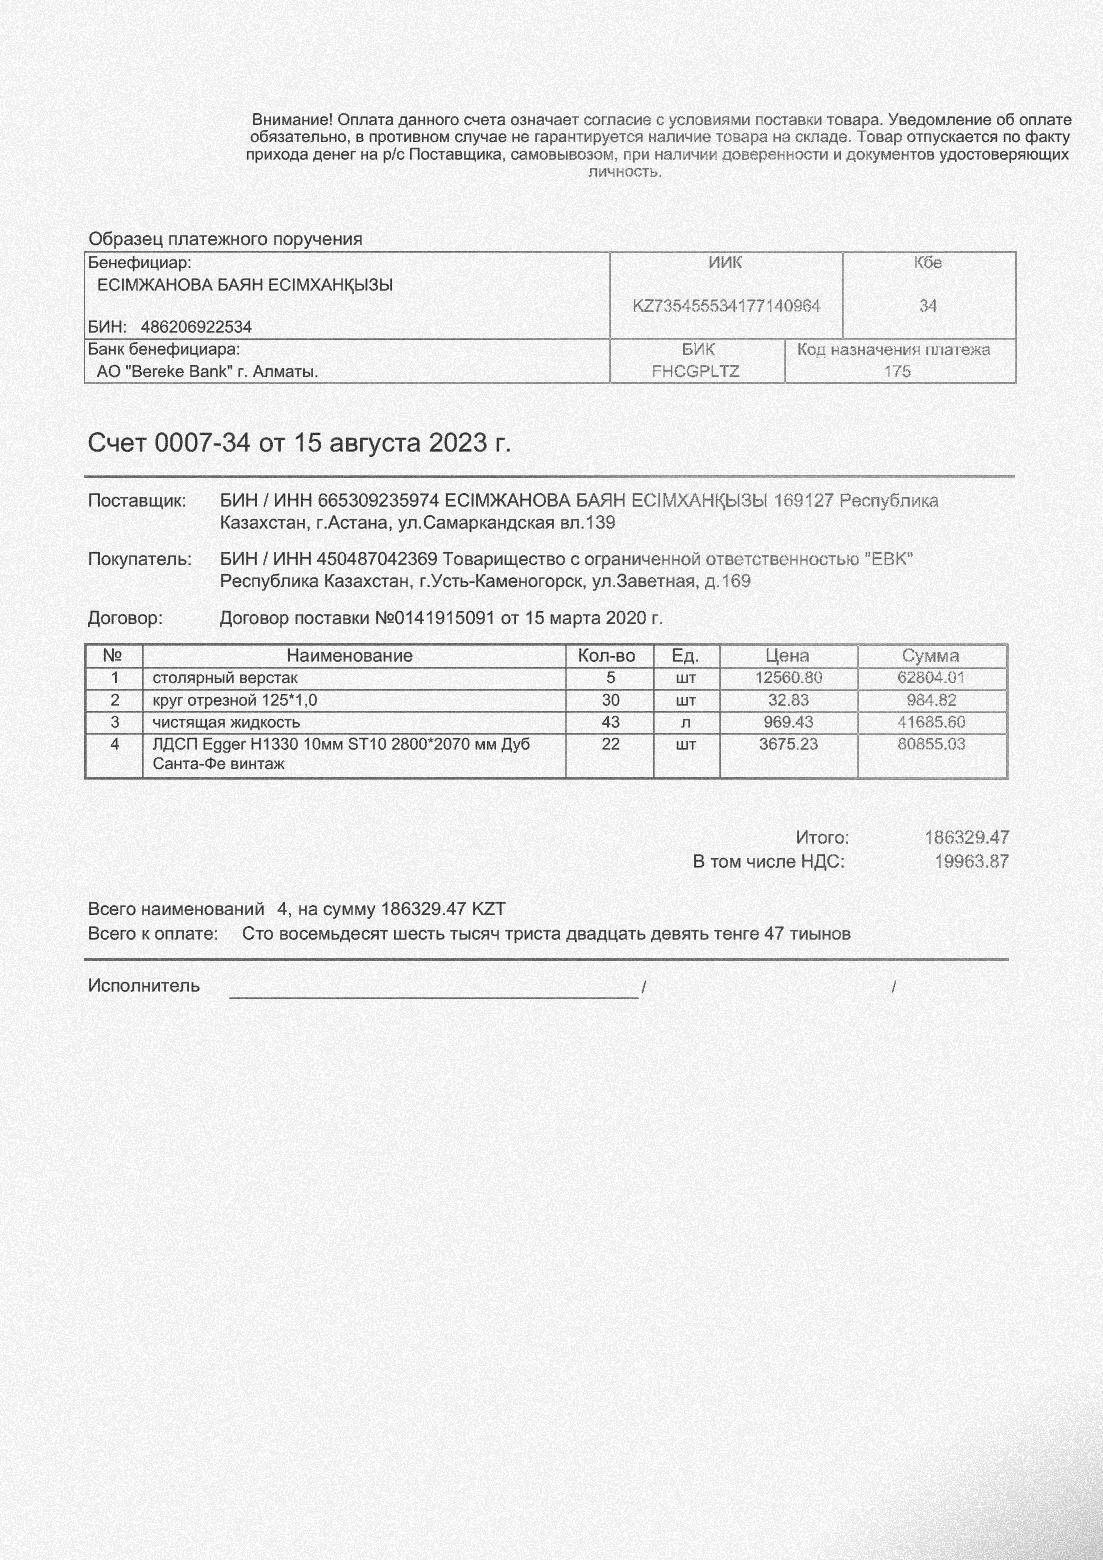 Внимание! Оплата данного счета означает согласие с условиями поставки товара. Уведомление об оплате
обязательно, в противном случае не гарантируется наличие товара на складе. Товар отпускается по факту
прихода денег на р/с Поставщика, самовывозом, при наличии доверенности и документов удостоверяющих
личность.
Образец платежного поручения
Бенефициар: ИИК Кбе
ЕСІМЖАНОВА БАЯН ЕСІМХАНҚЫЗЫ
KZ735455534177140964 34
БИН: 486206922534
Банк бенефициара: БИК Код назначения платежа
АО "Bereke Bank" г. Алматы. FHCGPLTZ 175
Счет 0007-34 от 15 августа 2023 г.
Поставщик: БИН / ИНН 665309235974 ЕСІМЖАНОВА БАЯН ЕСІМХАНҚЫЗЫ 169127 Республика
Казахстан, г.Астана, ул.Самаркандская вл.139
Покупатель: БИН / ИНН 450487042369 Товарищество с ограниченной ответственностью "ЕВК"
Республика Казахстан, г.Усть-Каменогорск, ул.Заветная, д.169
Договор: Договор поставки №0141915091 от 15 марта 2020 г.
№ Наименование Кол-во Ед. Цена Сумма
1 столярный верстак 5 шт 12560.80 62804.01
2 круг отрезной 125*1,0 30 шт 32.83 984.82
3 чистящая жидкость 43 л 969.43 41685.60
4 ЛДСП Egger H1330 10мм ST10 2800*2070 мм Дуб 22 шт 3675.23 80855.03
Санта-Фе винтаж
Итого: 186329.47
В том числе НДС: 19963.87
Всего наименований 4, на сумму 186329.47 KZT
Всего к оплате: Сто восемьдесят шесть тысяч триста двадцать девять тенге 47 тиынов
Исполнитель / /